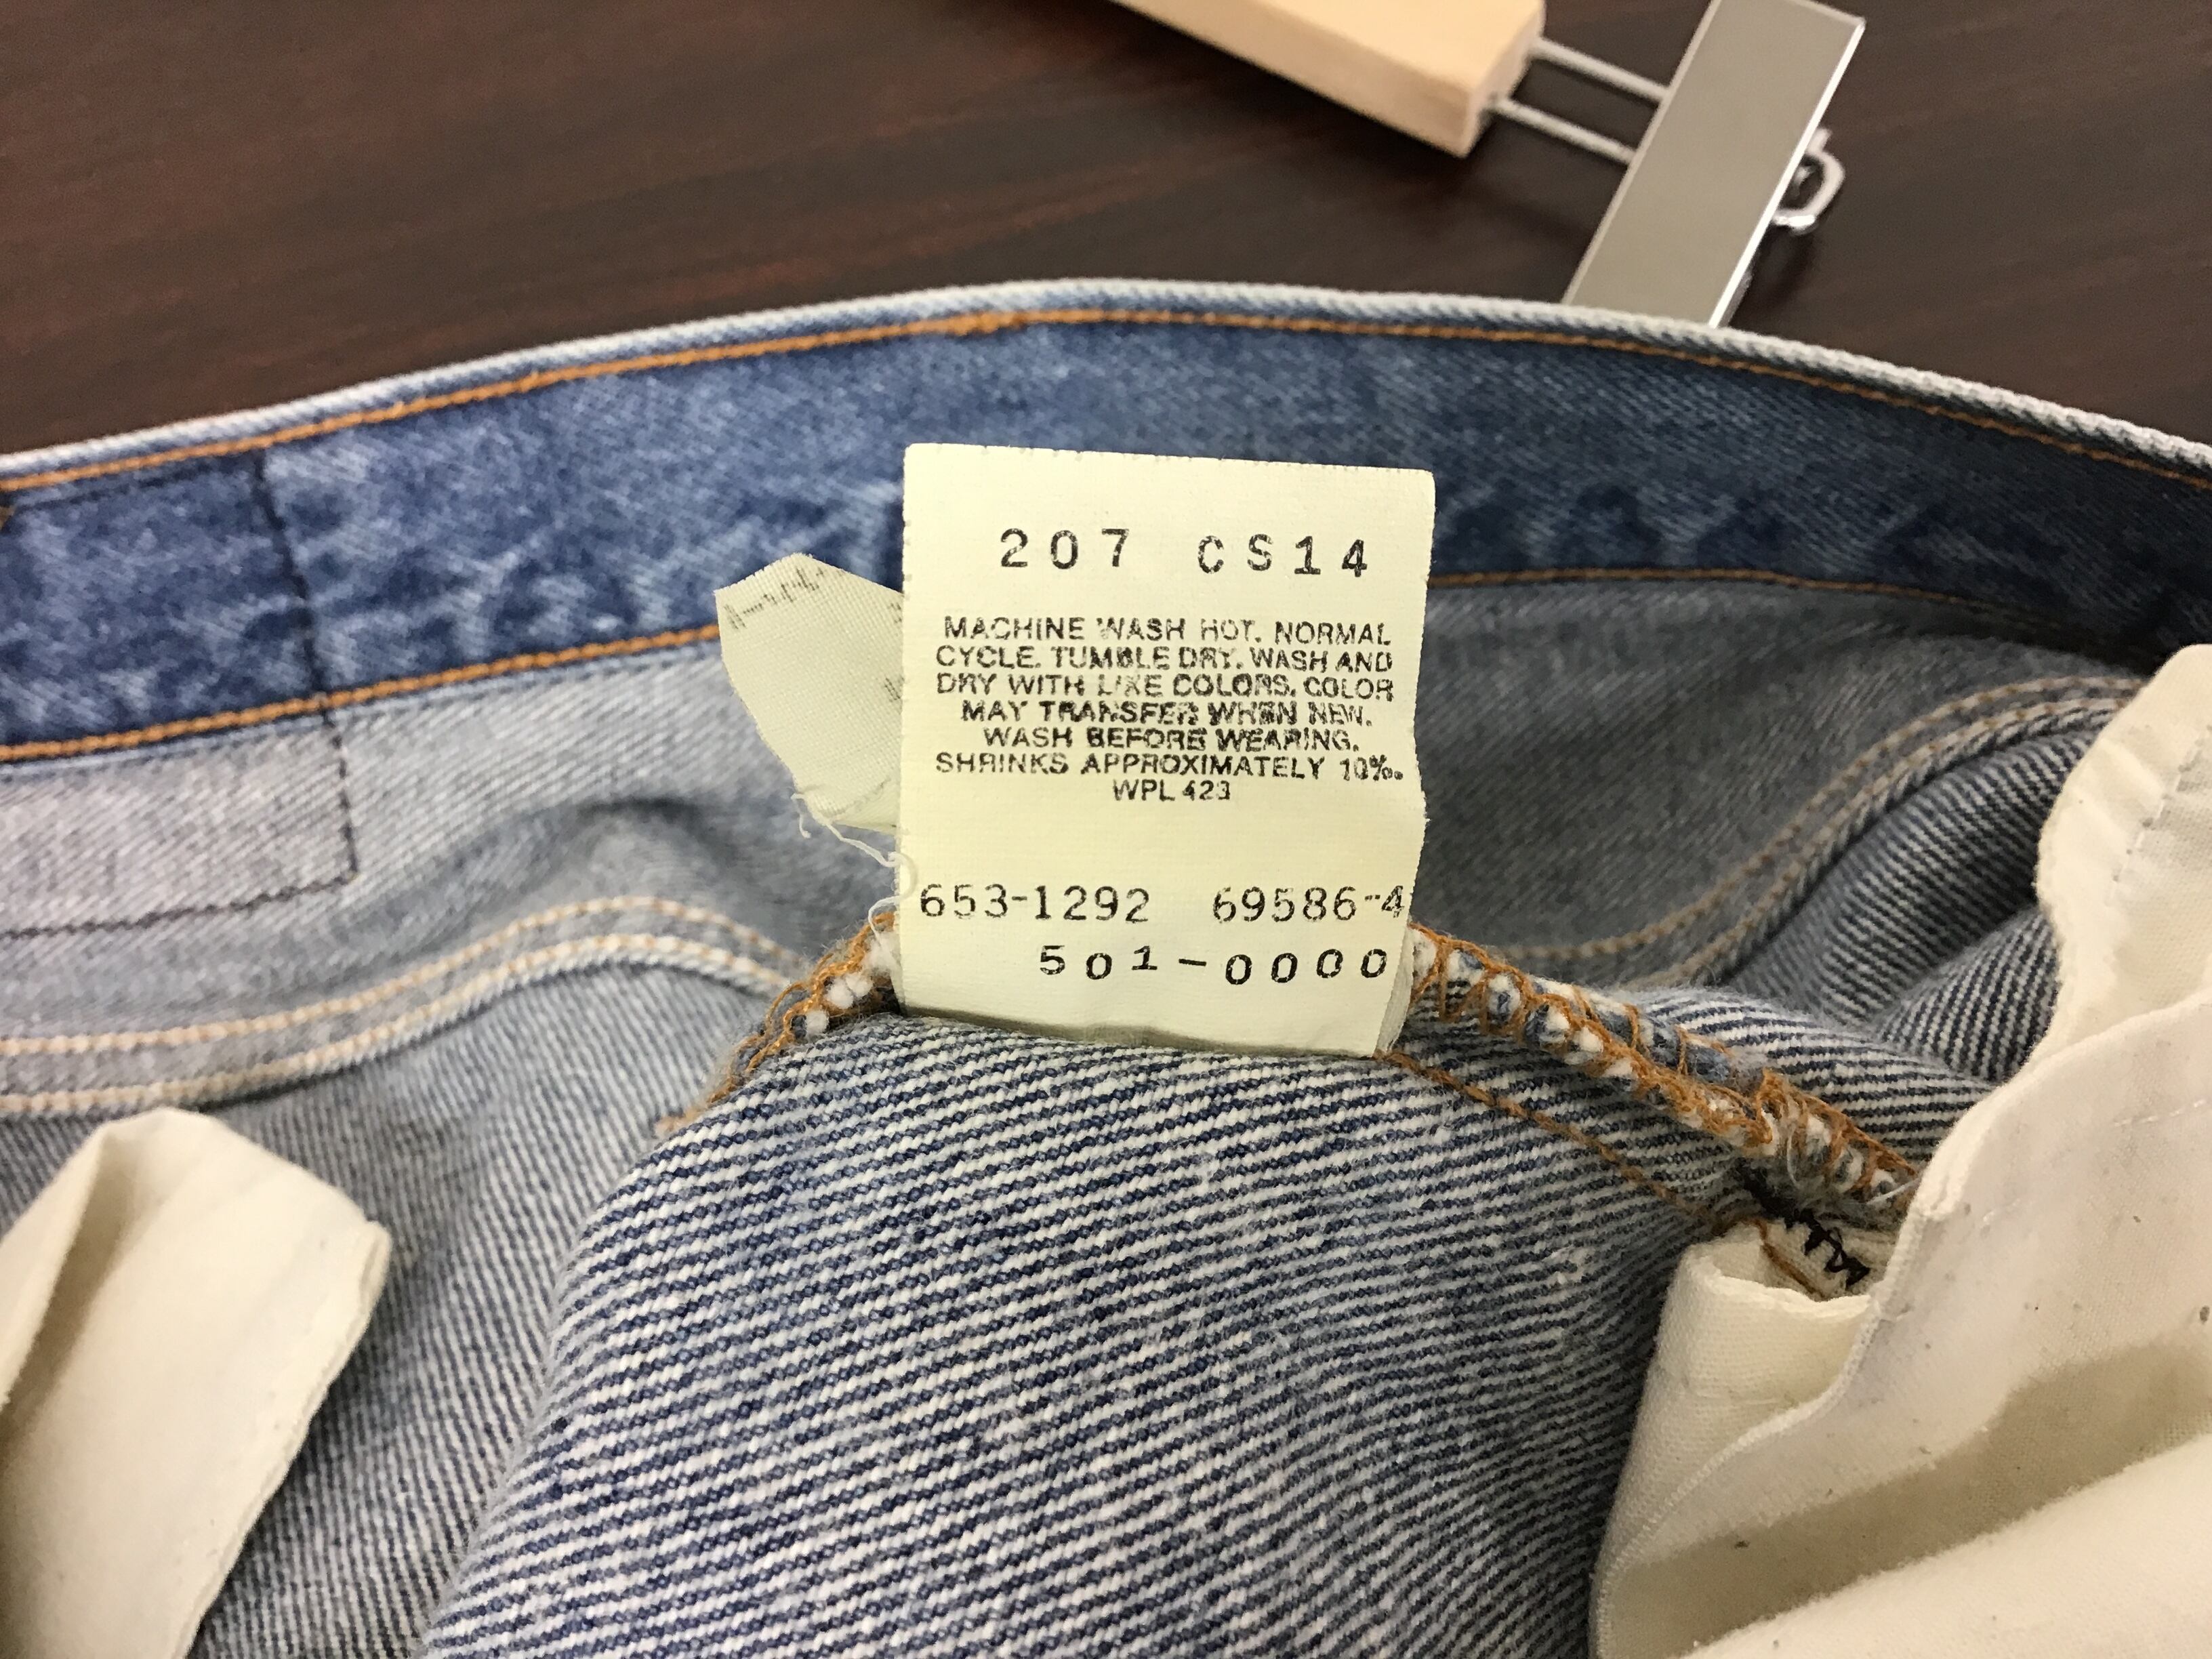 207 CS14
MACHINE WASH HOT. NORMAL
CYCLE. TUMBLE DRY. WASH AND
DRY WITH LIKE COLORS. COLOR
MAY TRANSFER WHEN NEW.
WASH BEFORE WEARING.
SHRINKS APPROXIMATELY 10%.
WPL 423
653-1292 69586-4
501-0000